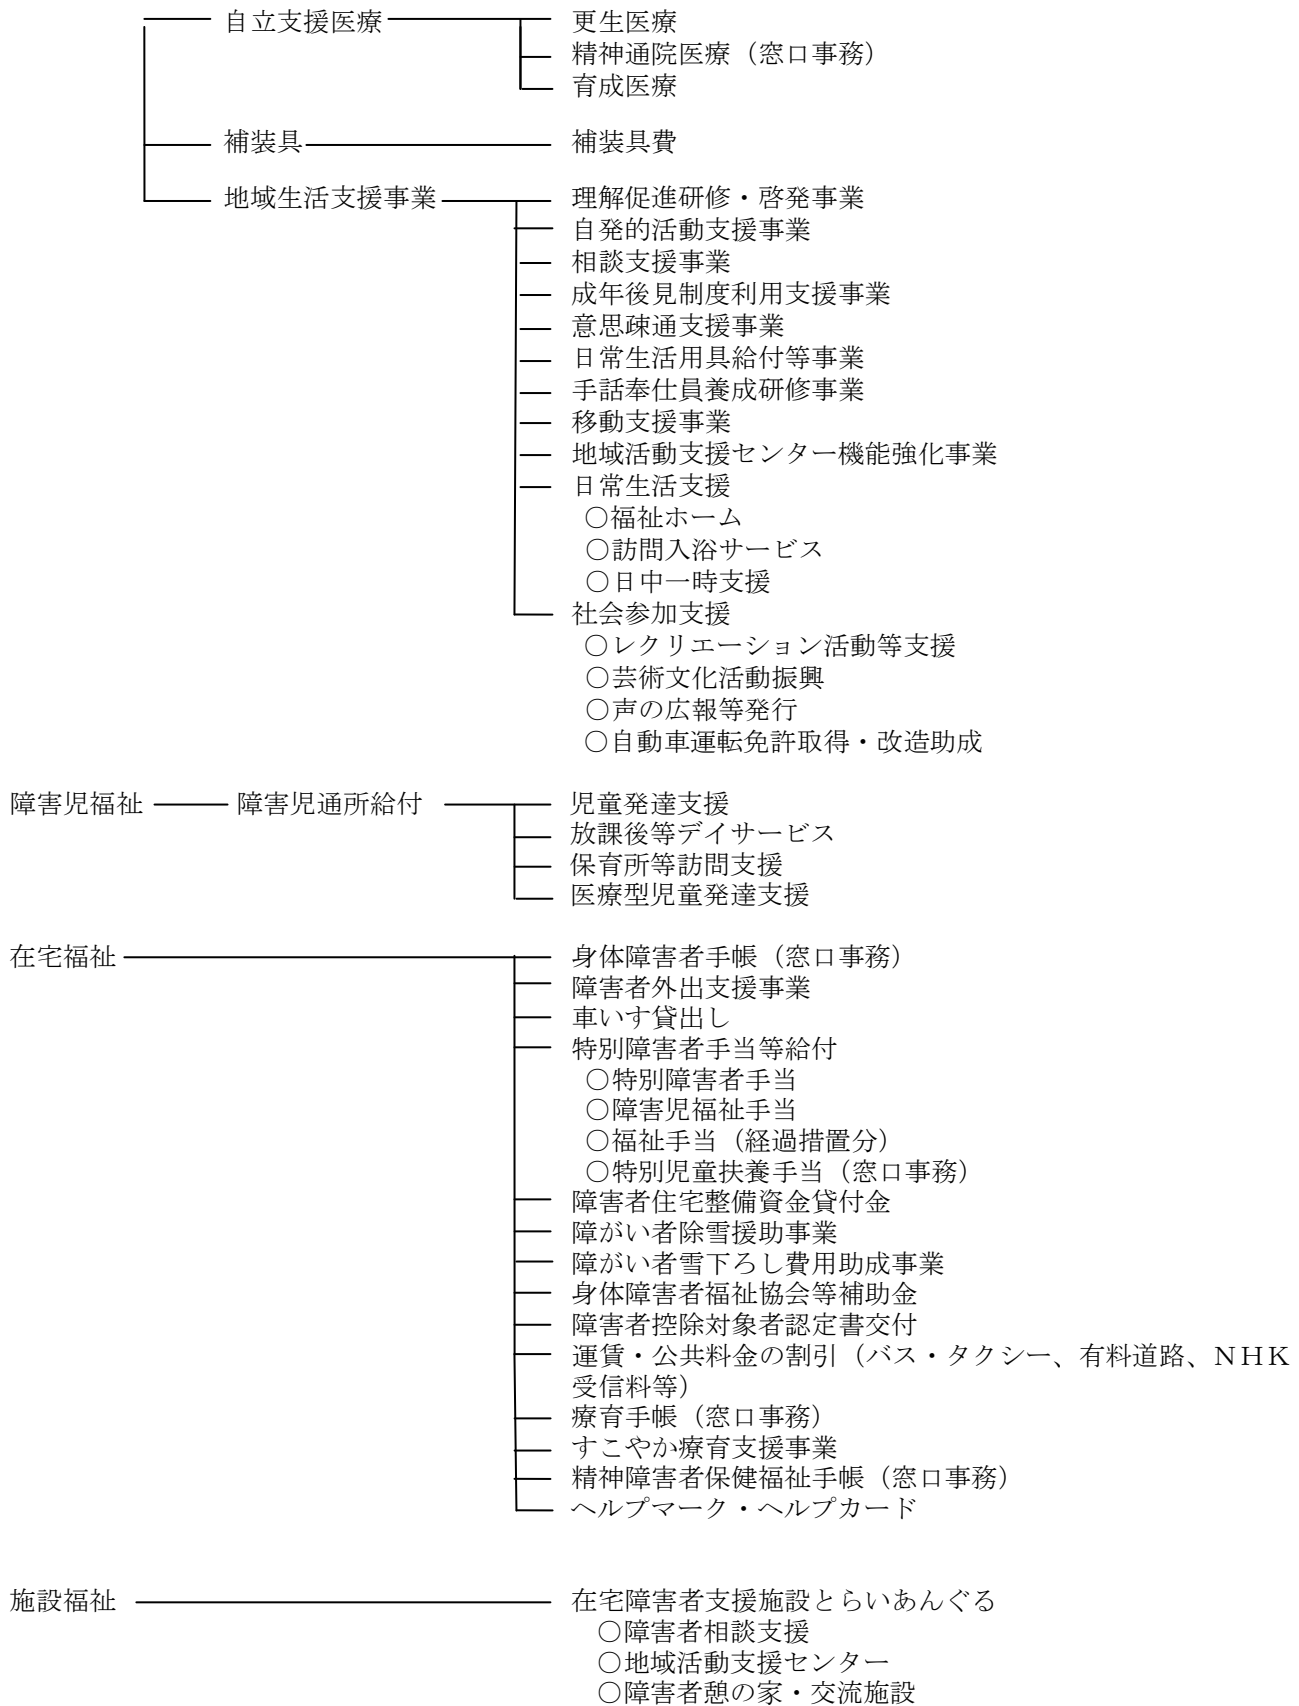 自立支援医療 更生医療
精神通院医療（窓口事務）
育成医療
補装具 補装具費
地域生活支援事業 理解促進研修・啓発事業
自発的活動支援事業
相談支援事業
成年後見制度利用支援事業
意思疎通支援事業
日常生活用具給付等事業
手話奉仕員養成研修事業
移動支援事業
地域活動支援センター機能強化事業
日常生活支援
○福祉ホーム
○訪問入浴サービス
○日中一時支援
社会参加支援
○レクリエーション活動等支援
○芸術文化活動振興
○声の広報等発行
○自動車運転免許取得・改造助成
障害児福祉 障害児通所給付 児童発達支援
放課後等デイサービス
保育所等訪問支援
医療型児童発達支援
在宅福祉 身体障害者手帳（窓口事務）
障害者外出支援事業
車いす貸出し
特別障害者手当等給付
○特別障害者手当
○障害児福祉手当
○福祉手当（経過措置分）
○特別児童扶養手当（窓口事務）
障害者住宅整備資金貸付金
障がい者除雪援助事業
障がい者雪下ろし費用助成事業
身体障害者福祉協会等補助金
障害者控除対象者認定書交付
運賃・公共料金の割引（バス・タクシー、有料道路、ＮＨＫ
受信料等）
療育手帳（窓口事務）
すこやか療育支援事業
精神障害者保健福祉手帳（窓口事務）
ヘルプマーク・ヘルプカード
施設福祉 在宅障害者支援施設とらいあんぐる
○障害者相談支援
○地域活動支援センター
○障害者憩の家・交流施設